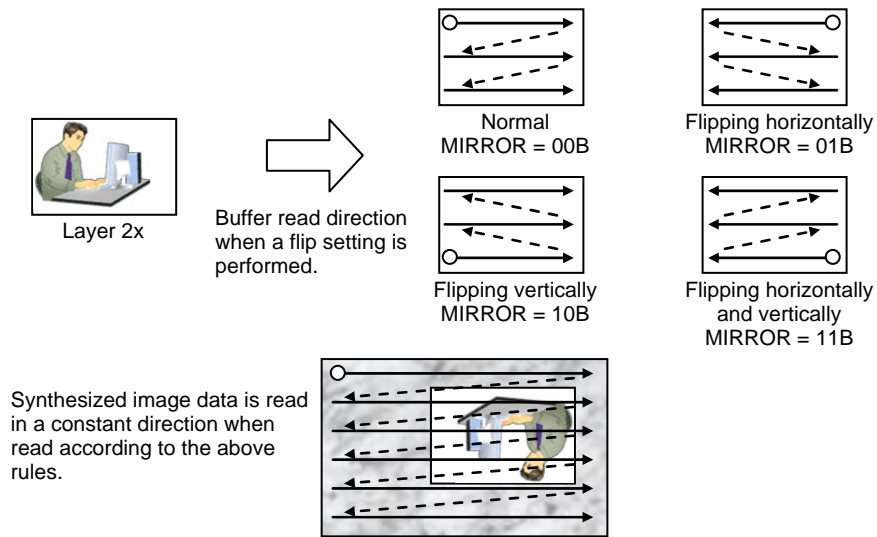 Normal
MIRROR = 00B
Flipping horizontally
MIRROR = 01B
Layer 2x
Buffer read direction
when a flip setting is
performed.
Flipping vertically
MIRROR = 10B
Flipping horizontally
and vertically
MIRROR = 11B
Synthesized image data is read
in a constant direction when
read according to the above
rules.